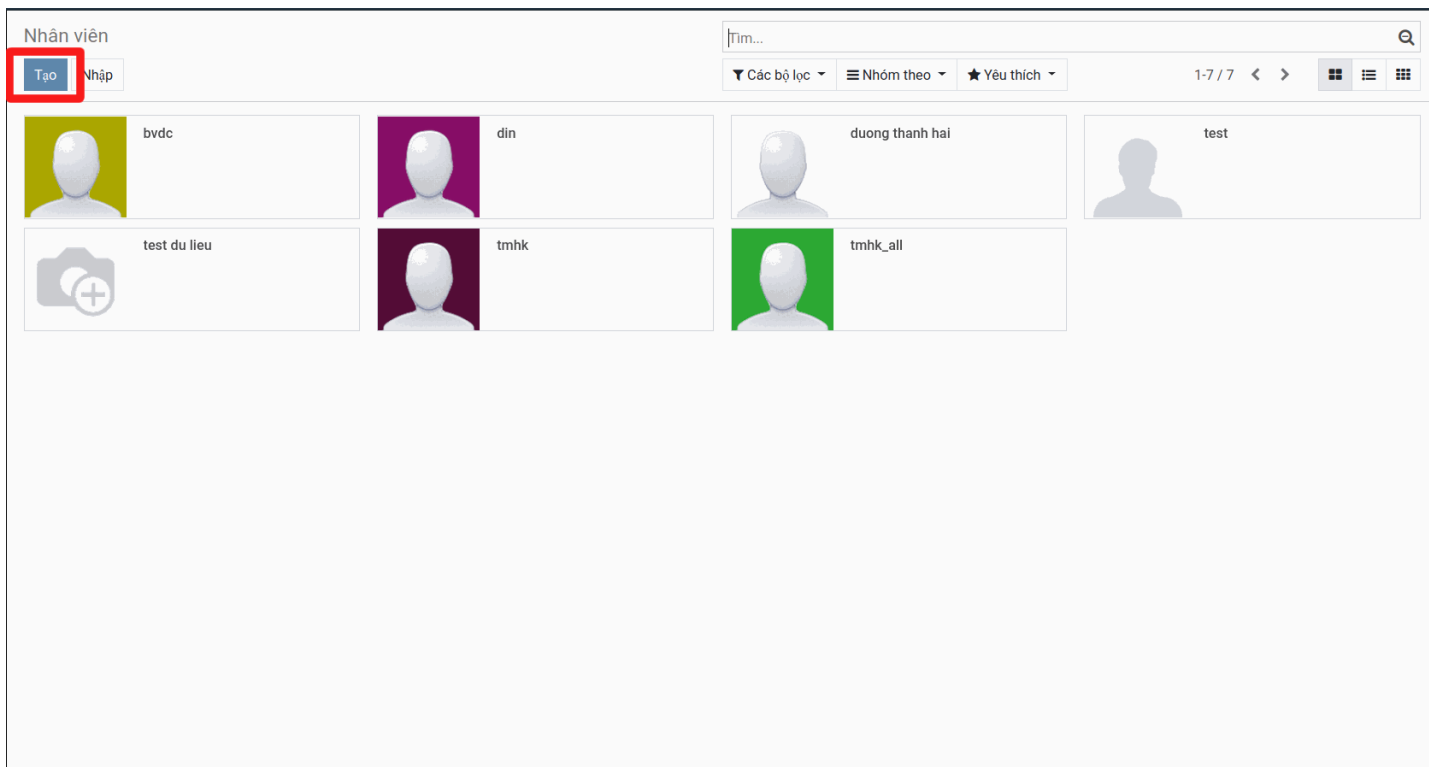 Nhân viên
Tìm...
Tạo Nhập
Các bộ lọc Nhóm theo Yêu thích 1-7 / 7
bvdc din duong thanh hai test
test du lieu tmhk tmhk_all